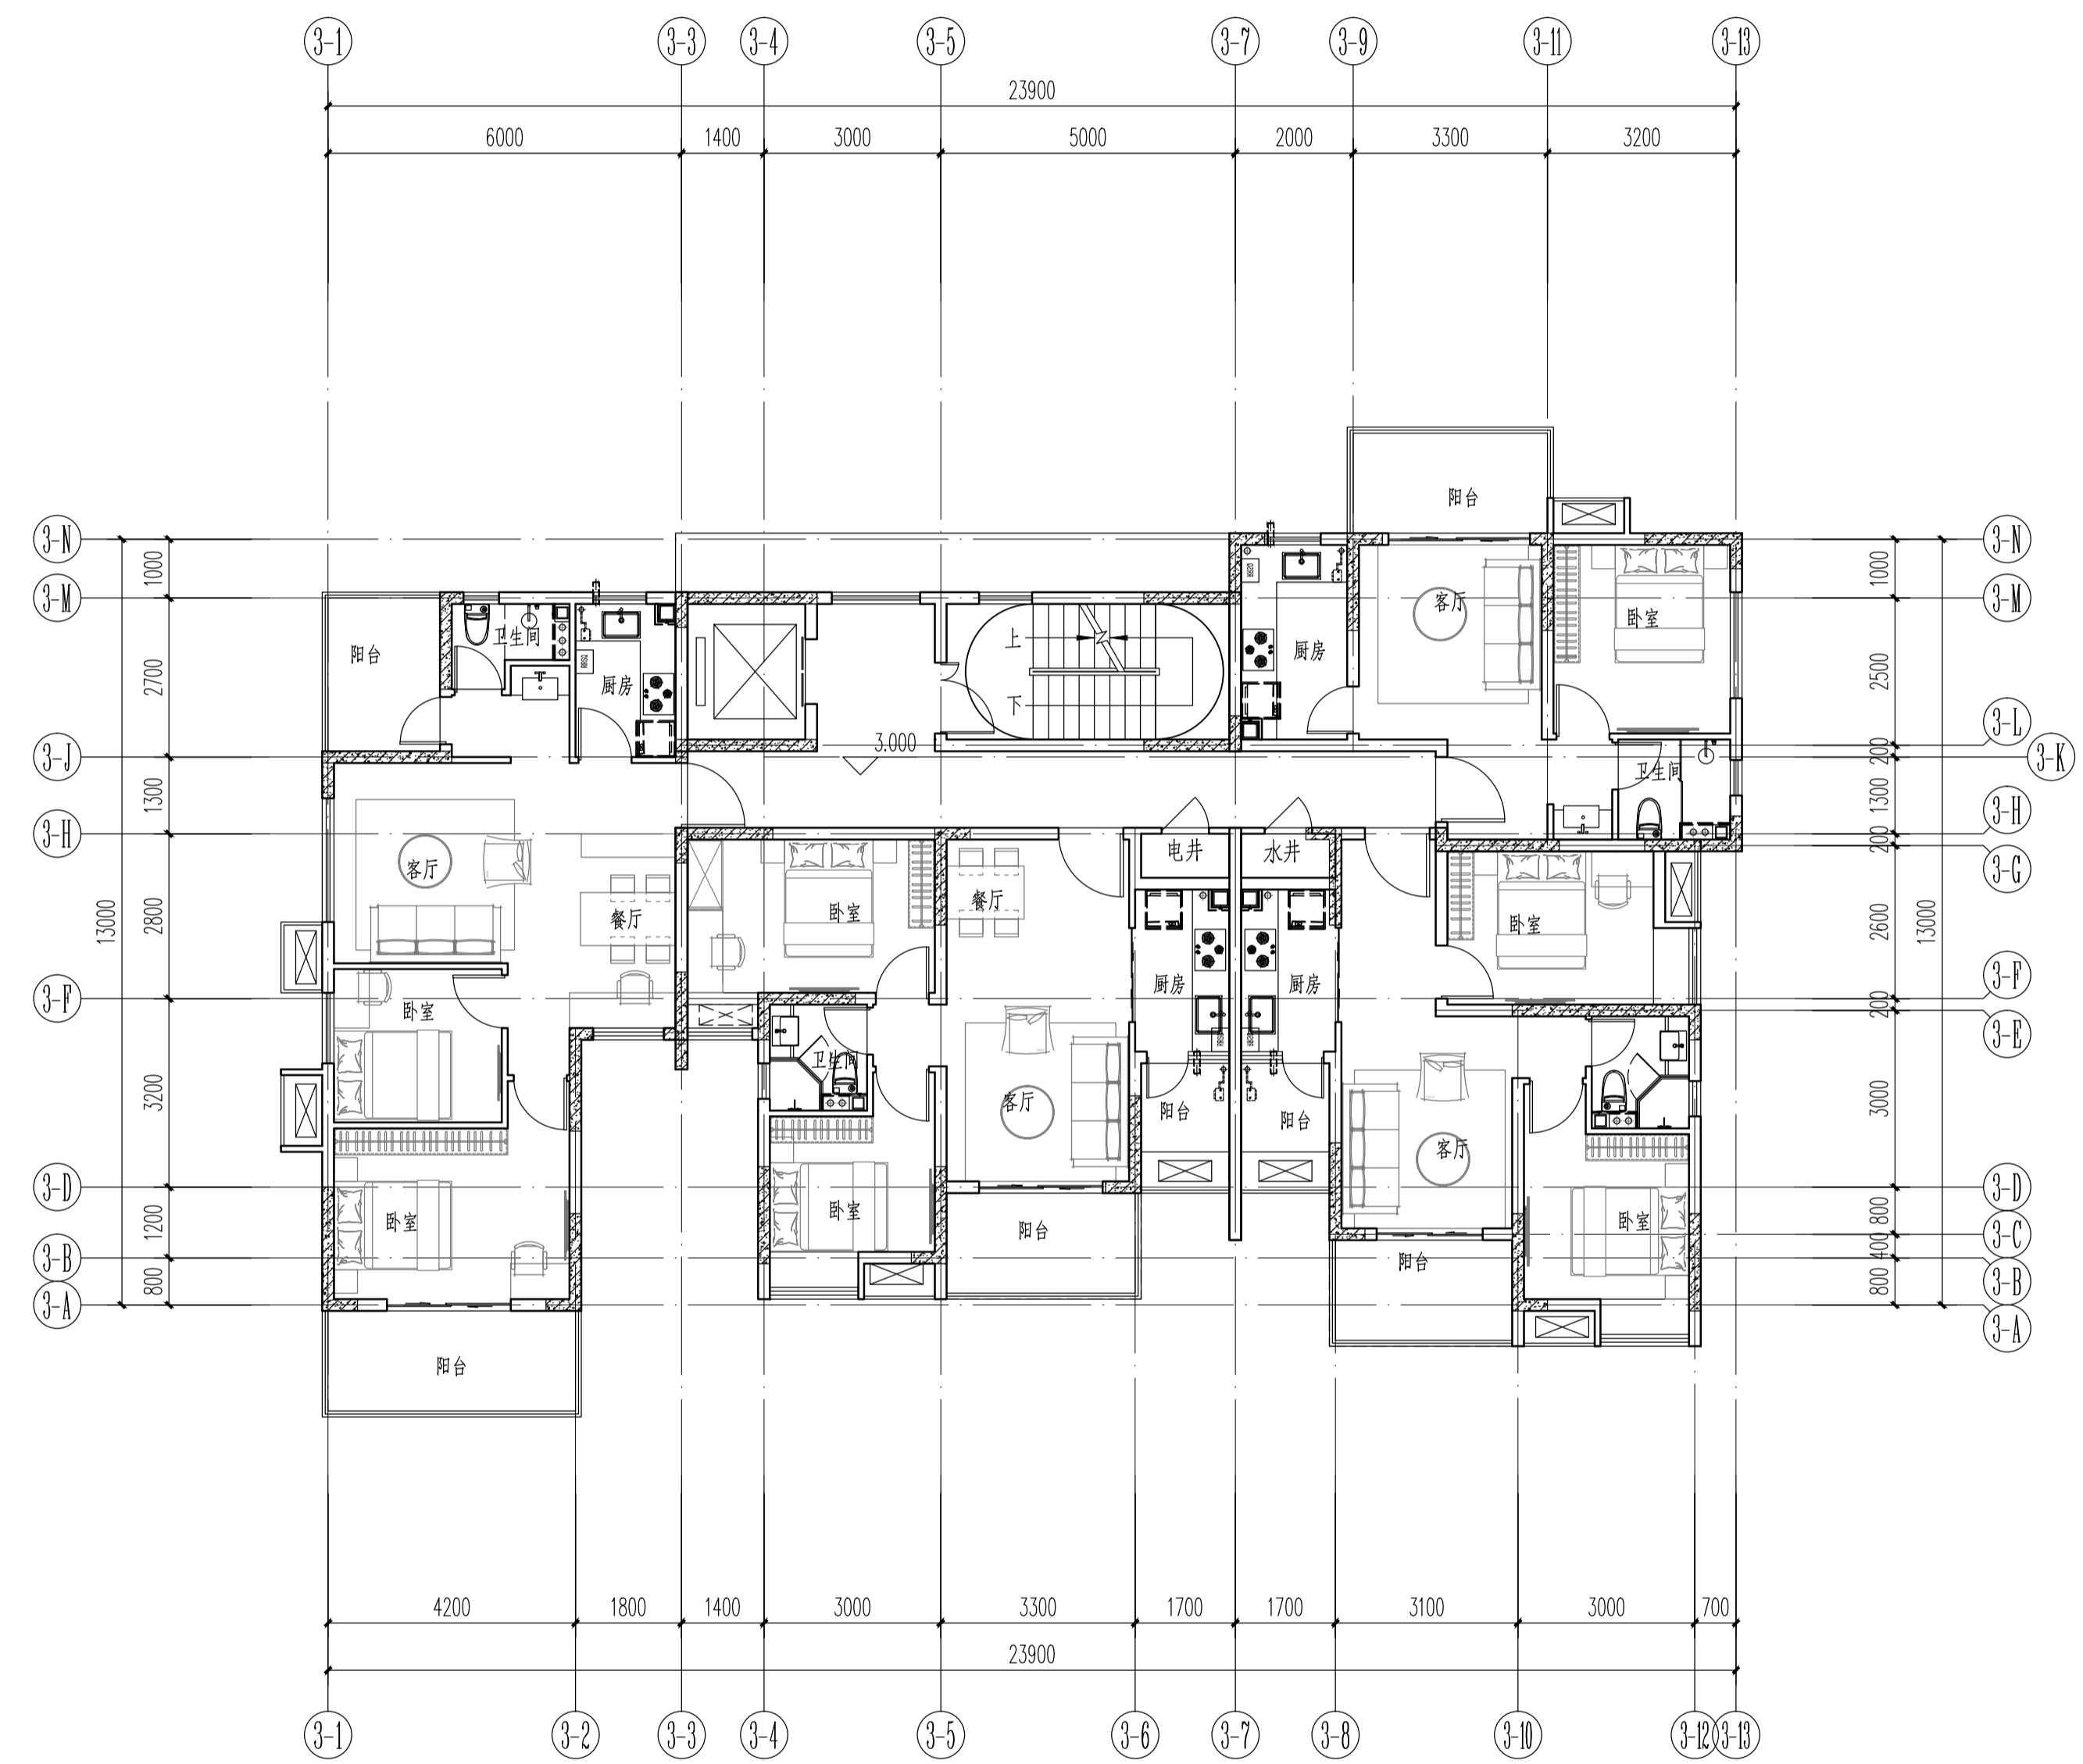 3-1 3-3 3-4 3-5 3-7 3-9 3-11 3-13
23900
6000 1400 3000 5000 2000 3300 3200
阳台
3-N 3-N
1000 1000
3-M 3-M
客厅 卧室
上 卫生间
厨房
阳台
2700 2500
厨房
下
3-L
3.000 200
3-J 3-K
卫生间
1300 1300
3-H 3-H
200
电井 水井
3-G
客厅
餐厅 卧室 餐厅 卧室
13000 2800 2600 13000
厨房 厨房
3-F 3-F
200
卧室
3-E
卫生间
3200 3000
客厅 阳台 阳台
客厅
3-D 3-D
卧室 卧室 卧室
1200 800
阳台
3-C
400
3-B 阳台
3-B
800 800
3-A
3-A
阳台
4200 1800 1400 3000 3300 1700 1700 3100 3000 700
23900
3-1 3-2 3-3 3-4 3-5 3-6 3-7 3-8 3-10 3-12 3-13